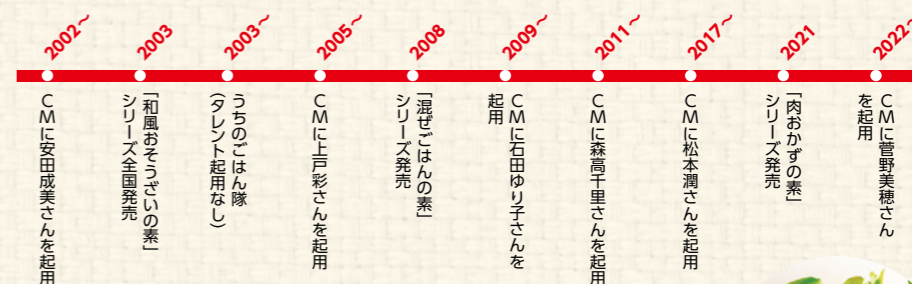 2002～
CMに安田成美さんを起用
2003
「和風おそうざいの素」
シリーズ全国発売
2003～
うちのごはん隊
（タレント起用なし）
2005～
CMに上戸彩さんを起用
2008
「混ぜごはんの素」
シリーズ発売
2009～
CMに石田ゆり子さんを
起用
2011～
CMに森高千里さんを起用
2017～
CMに松本潤さんを起用
2021
「肉おかずの素」
シリーズ発売
2022～
CMに菅野美穂さん
を起用